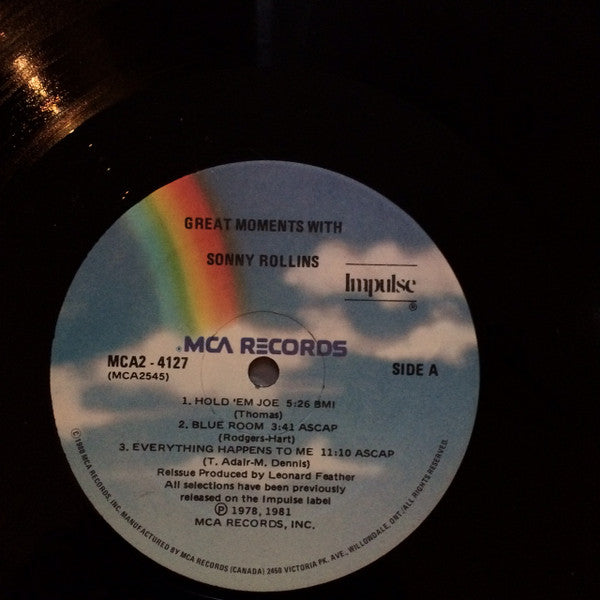 GREAT MOMENTS WITH
SONNY ROLLINS
Impulse
®
MCA RECORDS
MCA2 - 4127
(MCA2545)
SIDE A
1. HOLD 'EM JOE 5:26 BMI
(Thomas)
2. BLUE ROOM 3:41 ASCAP
(Rodgers-Hart)
3. EVERYTHING HAPPENS TO ME 11:10 ASCAP
(T. Adair-M. Dennis)
Reissue Produced by Leonard Feather
All selections have been previously
released on the Impulse label
Ⓟ 1978, 1981
MCA RECORDS, INC.
© 1980 MCA RECORDS, INC. MANUFACTURED BY MCA RECORDS (CANADA) 2450 VICTORIA PK. AVE., WILLOWDALE, ONT./ALL RIGHTS RESERVED.